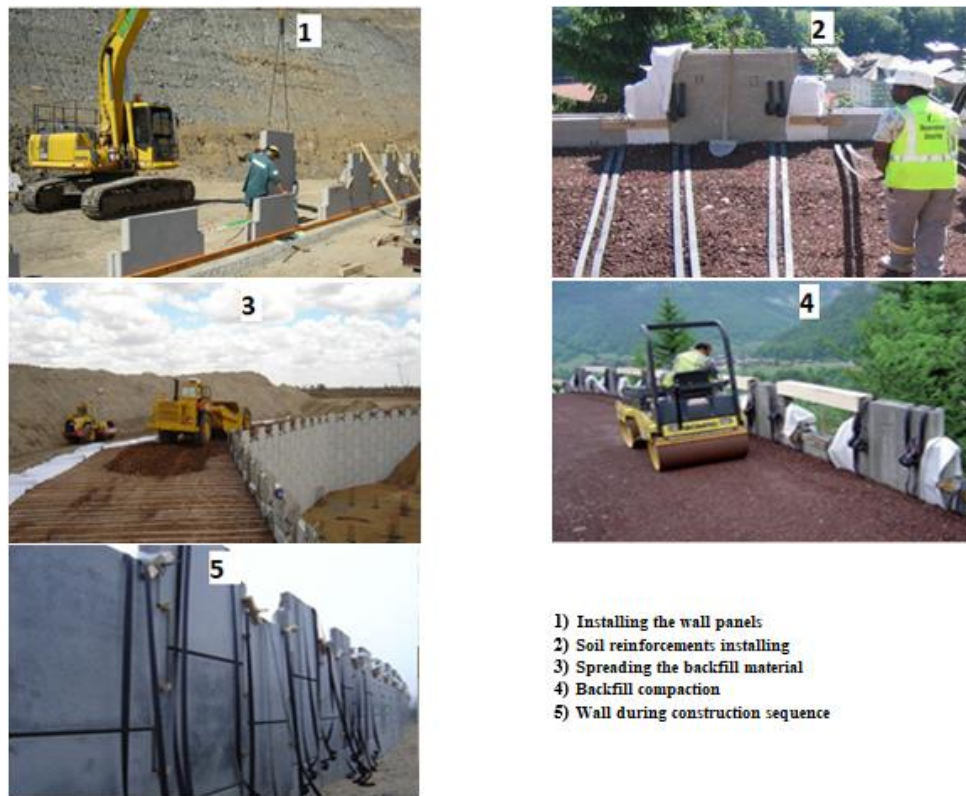 1
2
3
4
5
1) Installing the wall panels
2) Soil reinforcements installing
3) Spreading the backfill material
4) Backfill compaction
5) Wall during construction sequence